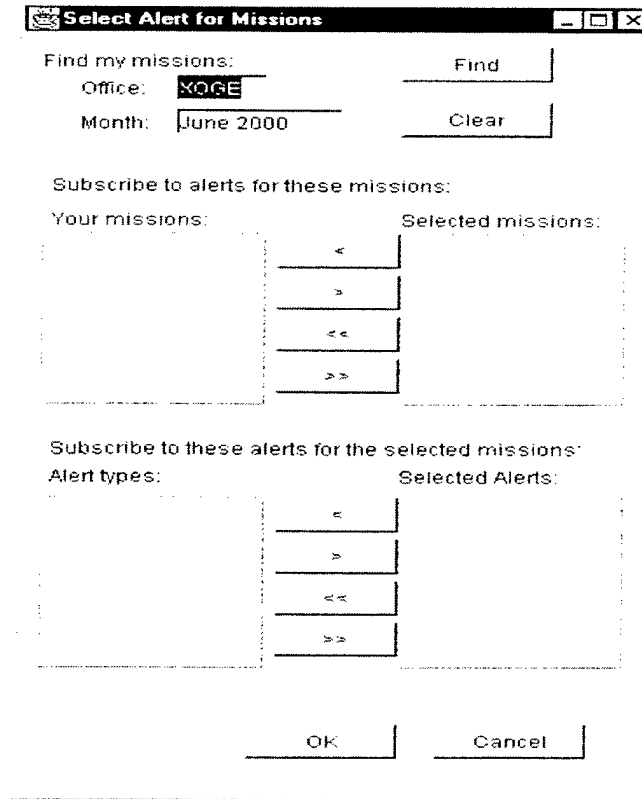 Select Alert for Missions
Find my missions:
Find
Office: XOGE
Month: June 2000
Clear
Subscribe to alerts for these missions:
Your missions:
Selected missions:
<
>
<<
>>
Subscribe to these alerts for the selected missions:
Alert types:
Selected Alerts:
<
>
<<
>>
OK
Cancel